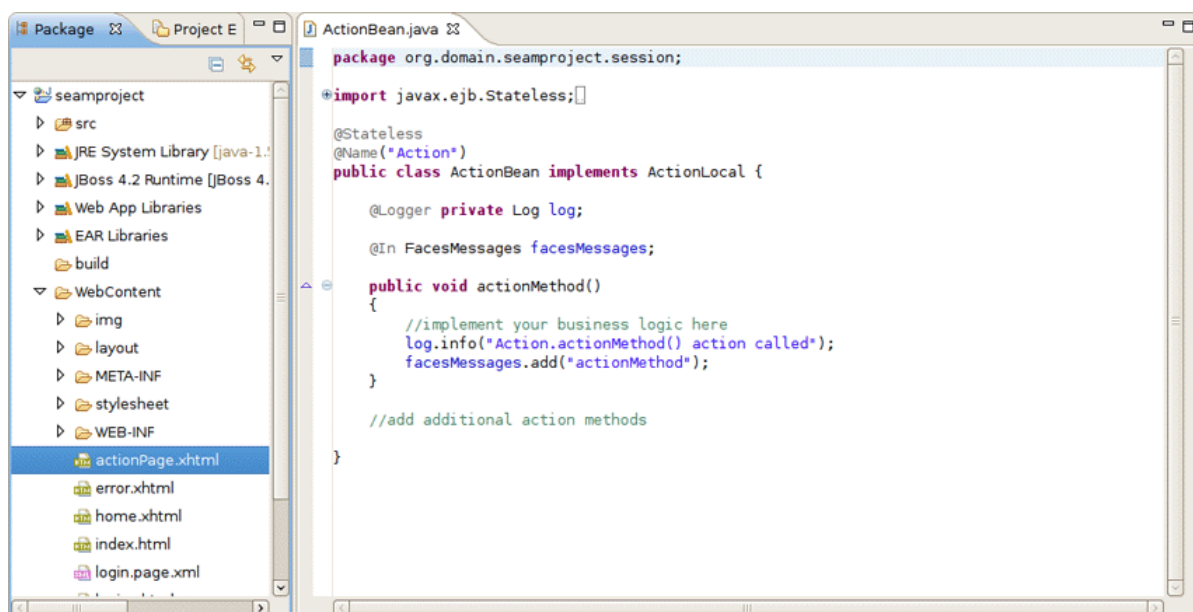 Package
Project E
seamproject
src
JRE System Library [java-1.
JBoss 4.2 Runtime [JBoss 4.
Web App Libraries
EAR Libraries
build
WebContent
img
layout
META-INF
stylesheet
WEB-INF
actionPage.xhtml
error.xhtml
home.xhtml
index.html
login.page.xml
ActionBean.java
package org.domain.seamproject.session;
import javax.ejb.Stateless;
@Stateless
@Name("Action")
public class ActionBean implements ActionLocal {
@Logger private Log log;
@In FacesMessages facesMessages;
public void actionMethod()
{
//implement your business logic here
log.info("Action.actionMethod() action called");
facesMessages.add("actionMethod");
}
//add additional action methods
}